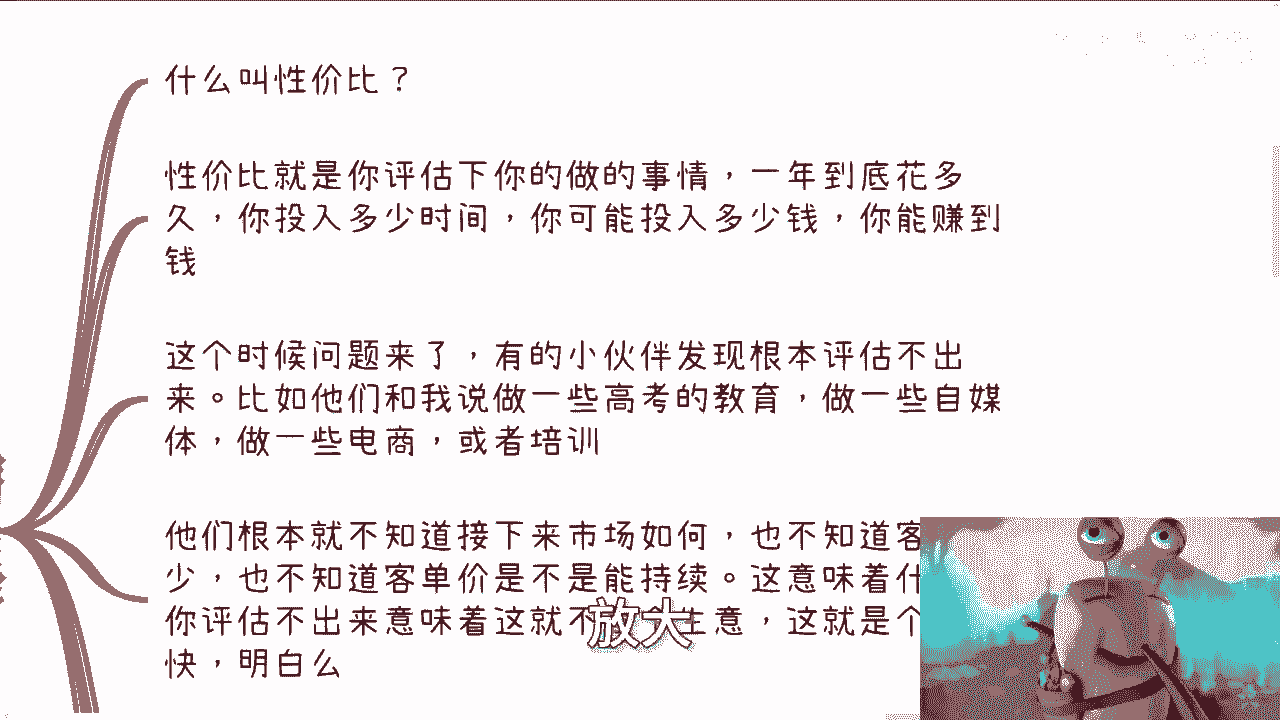 什么叫性价比？
性价比就是你评估下你的做的事情，一年到底花多
久，你投入多少时间，你可能投入多少钱，你能赚到
钱
这个时候问题来了，有的小伙伴发现根本评估不出
来。比如他们和我说做一些高考的教育，做一些自媒
体，做一些电商，或者培训
他们根本就不知道接下来市场如何，也不知道客
少，也不知道客单价是不是能持续。这意味着什
你评估不出来意味着这就不 生意，这就是个
放大
快，明白么